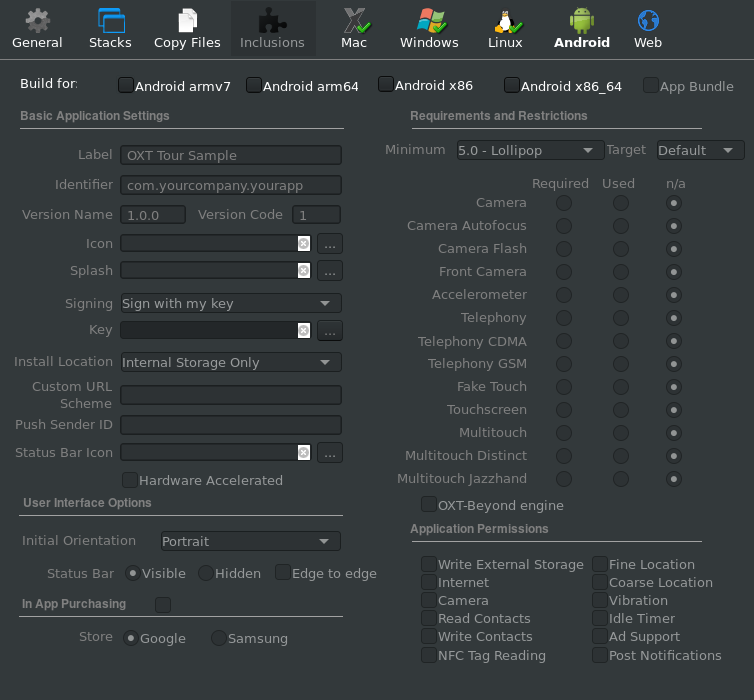 General Stacks Copy Files Inclusions Mac Windows Linux Android Web
Build for: Android armv7 Android arm64 Android x86 Android x86_64 App Bundle
Basic Application Settings
Label OXT Tour Sample
Identifier com.yourcompany.yourapp
Version Name 1.0.0 Version Code 1
Icon ...
Splash ...
Signing Sign with my key
Key ...
Install Location Internal Storage Only
Custom URL
Scheme
Push Sender ID
Status Bar Icon ...
Hardware Accelerated
User Interface Options
Initial Orientation Portrait
Status Bar Visible Hidden Edge to edge
In App Purchasing
Store Google Samsung
Requirements and Restrictions
Minimum 5.0 - Lollipop Target Default
Required Used n/a
Camera
Camera Autofocus
Camera Flash
Front Camera
Accelerometer
Telephony
Telephony CDMA
Telephony GSM
Fake Touch
Touchscreen
Multitouch
Multitouch Distinct
Multitouch Jazzhand
OXT-Beyond engine
Application Permissions
Write External Storage Fine Location
Internet Coarse Location
Camera Vibration
Read Contacts Idle Timer
Write Contacts Ad Support
NFC Tag Reading Post Notifications